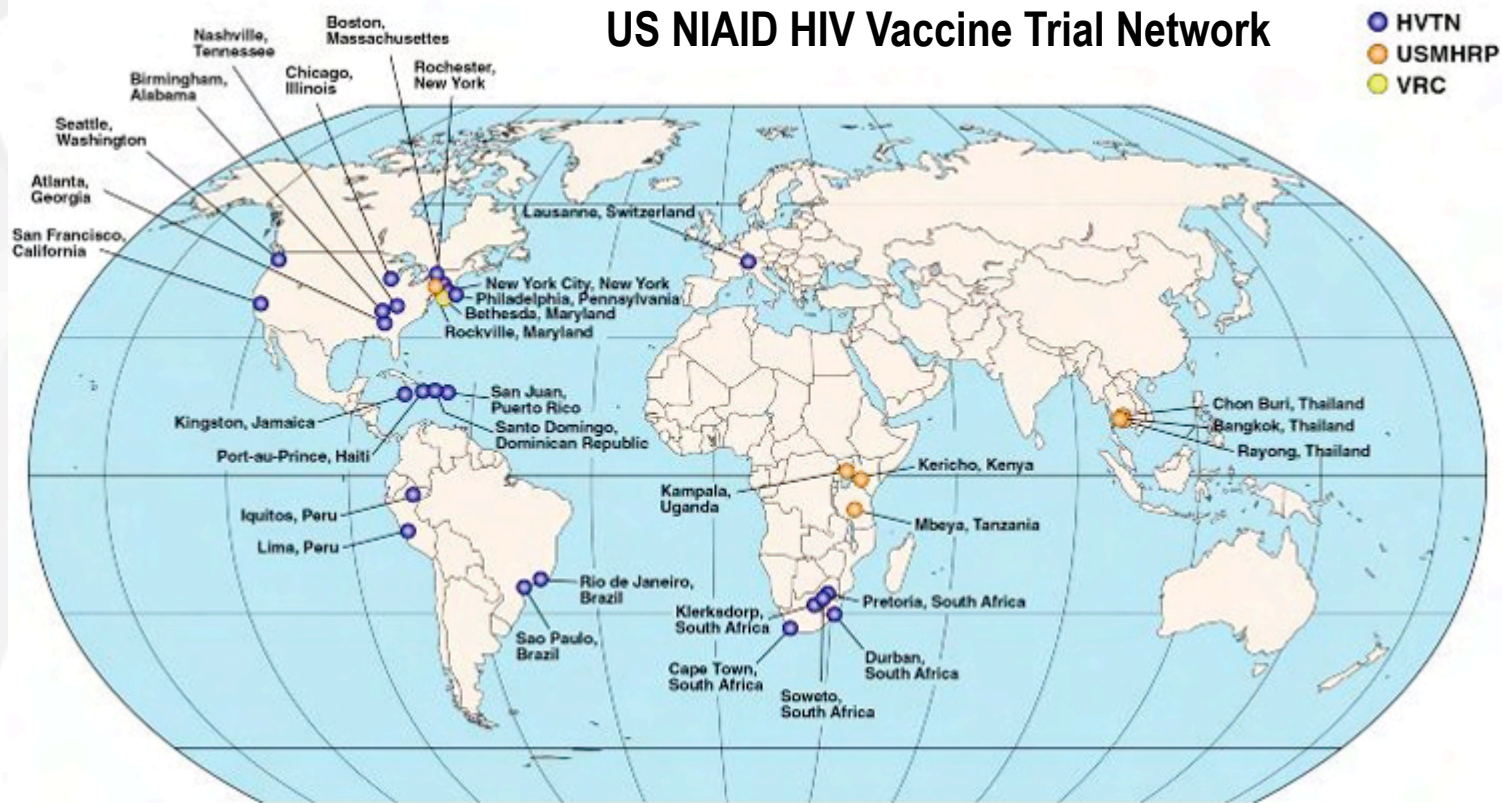 US NIAID HIV Vaccine Trial Network
HVTN
USMHRP
VRC
Boston,
Massachusettes
Nashville,
Tennessee
Rochester,
New York
Chicago,
Illinois
Birmingham,
Alabama
Seattle,
Washington
Atlanta,
Georgia
San Francisco,
California
Lausanne, Switzerland
New York City, New York
Philadelphia, Pennsylvania
Bethesda, Maryland
Rockville, Maryland
San Juan,
Puerto Rico
Kingston, Jamaica
Santo Domingo,
Dominican Republic
Port-au-Prince, Haiti
Chon Buri, Thailand
Bangkok, Thailand
Rayong, Thailand
Kericho, Kenya
Kampala,
Uganda
Mbeya, Tanzania
Iquitos, Peru
Lima, Peru
Rio de Janeiro,
Brazil
Sao Paulo,
Brazil
Klerksdorp,
South Africa
Pretoria, South Africa
Cape Town,
South Africa
Durban,
South Africa
Soweto,
South Africa